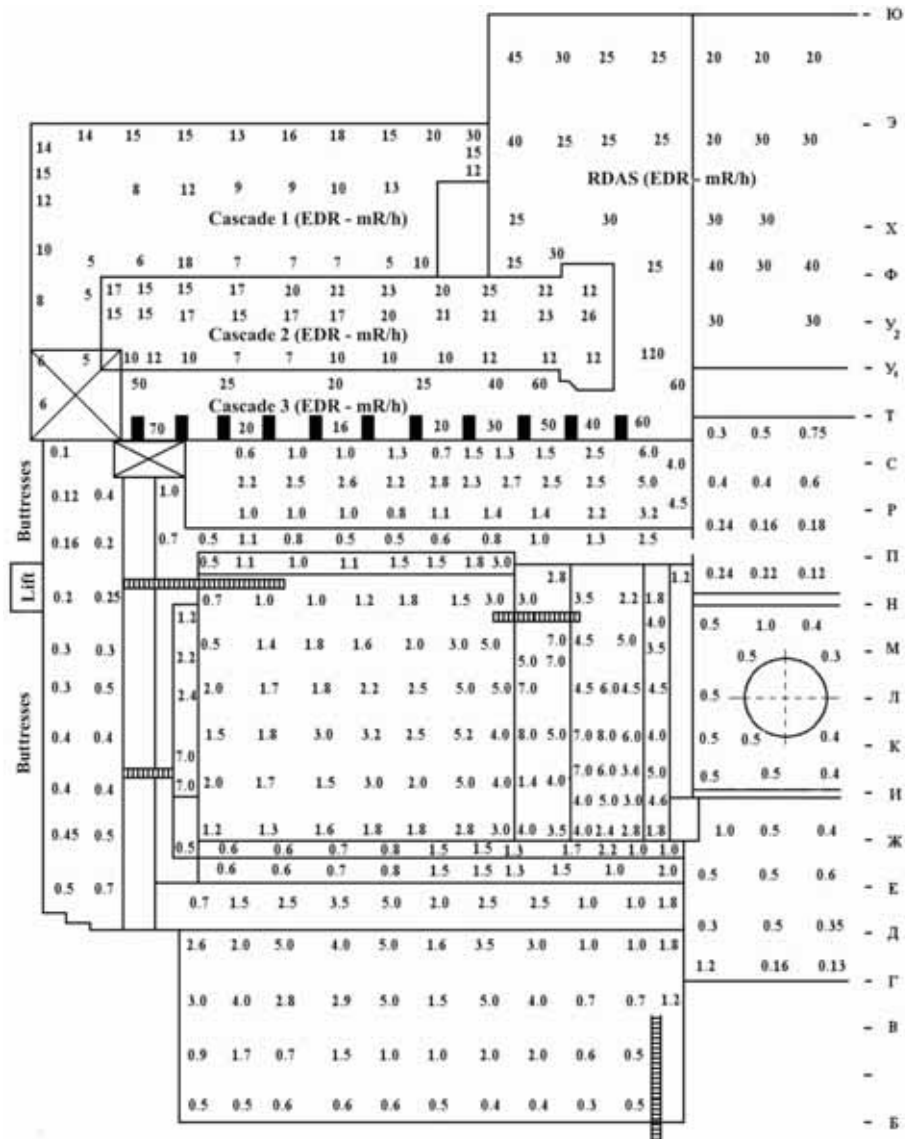 Ю
45 30 25 25 20 20 20
14 15 15 13 16 18 15 20 30 Э
14 15 40 25 25 25 20 30 30
15 12
12 8 12 9 9 10 13 RDAS (EDR - mR/h)
Cascade 1 (EDR - mR/h) 25 30 30 30 Х
10 5 6 18 7 7 7 5 10 25 30 25 40 30 40 Ф
8 5 17 15 15 17 20 22 23 20 25 22 12
15 15 17 15 17 17 20 21 21 23 26 30 30 У2
Cascade 2 (EDR - mR/h)
6 5 10 12 10 7 7 10 10 10 12 12 12 120 У1
50 25 20 25 40 60 60
6 Cascade 3 (EDR - mR/h) Т
70 20 16 20 30 50 40 60 0.3 0.5 0.75
0.1 0.6 1.0 1.0 1.3 0.7 1.5 1.3 1.5 2.5 6.0 4.0 С
Buttresses
0.12 0.4 1.0 2.2 2.5 2.6 2.2 2.8 2.3 2.7 2.5 2.5 5.0 0.4 0.4 0.6
1.0 1.0 1.0 0.8 1.1 1.4 1.4 2.2 3.2 4.5 Р
0.24 0.16 0.18
0.16 0.2 0.7 0.5 1.1 0.8 0.5 0.5 0.6 0.8 1.0 1.3 2.5 П
0.5 1.1 1.0 1.1 1.5 1.5 1.8 3.0
Lift
2.8 1.2 0.24 0.22 0.12
0.2 0.25 0.7 1.0 1.0 1.2 1.8 1.5 3.0 3.0 3.5 2.2 1.8 Н
1.2 4.0 0.5 1.0 0.4
0.3 0.3 2.2 0.5 1.4 1.8 1.6 2.0 3.0 5.0 7.0 4.5 5.0 3.5 М
5.0 7.0 0.5 0.3
0.3 0.5 2.4 2.0 1.7 1.8 2.2 2.5 5.0 5.0 7.0 4.5 6.0 4.5 4.5 0.5 Л
Buttresses
0.4 0.4 1.5 1.8 3.0 3.2 2.5 5.2 4.0 8.0 5.0 7.0 8.0 6.0 4.0 0.5 0.5 0.4 К
7.0 7.0 6.0 3.6 5.0 0.5 0.5 0.4
0.4 0.4 7.0 2.0 1.7 1.5 3.0 2.0 5.0 4.0 1.4 4.0 И
4.0 5.0 3.0 4.6
0.45 0.5 1.2 1.3 1.6 1.8 1.8 2.8 3.0 4.0 3.5 4.0 2.4 2.8 1.8 1.0 0.5 0.4 Ж
0.5 0.6 0.6 0.7 0.8 1.5 1.5 1.3 1.7 2.2 1.0 1.0
0.6 0.6 0.7 0.8 1.5 1.5 1.3 1.5 1.0 2.0 0.5 0.5 0.6
0.5 0.7 Е
0.7 1.5 2.5 3.5 5.0 2.0 2.5 2.5 1.0 1.0 1.8
0.3 0.5 0.35 Д
2.6 2.0 5.0 4.0 5.0 1.6 3.5 3.0 1.0 1.0 1.8
1.2 0.16 0.13
Г
3.0 4.0 2.8 2.9 5.0 1.5 5.0 4.0 0.7 0.7 1.2
В
0.9 1.7 0.7 1.5 1.0 1.0 2.0 2.0 0.6 0.5
0.5 0.5 0.6 0.6 0.6 0.5 0.4 0.4 0.3 0.5
Б